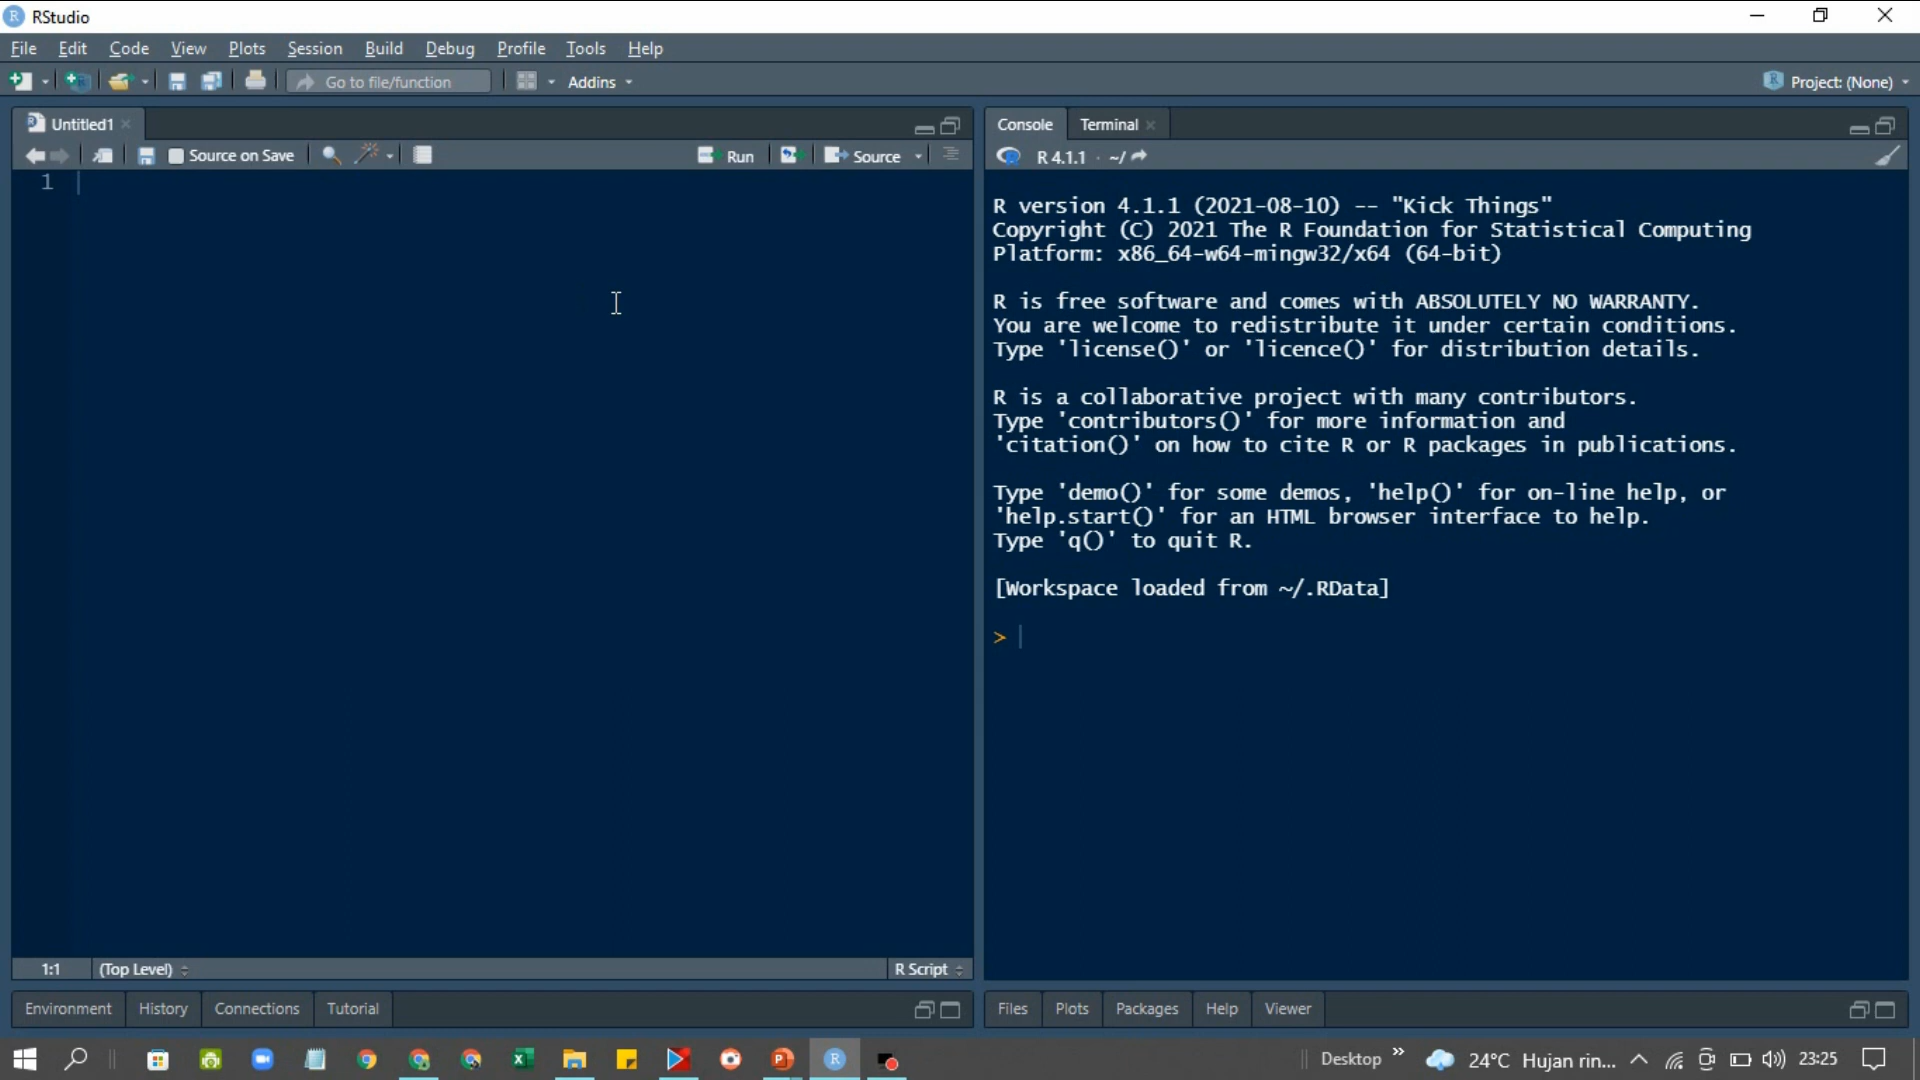 RStudio
File Edit Code View Plots Session Build Debug Profile Tools Help
Go to file/function Addins Project: (None)
Untitled1
Source on Save Run Source
1
1:1 (Top Level) R Script
Environment History Connections Tutorial
Console Terminal
R 4.1.1 · ~/
R version 4.1.1 (2021-08-10) -- "Kick Things"
Copyright (C) 2021 The R Foundation for Statistical Computing
Platform: x86_64-w64-mingw32/x64 (64-bit)
R is free software and comes with ABSOLUTELY NO WARRANTY.
You are welcome to redistribute it under certain conditions.
Type 'license()' or 'licence()' for distribution details.
R is a collaborative project with many contributors.
Type 'contributors()' for more information and
'citation()' on how to cite R or R packages in publications.
Type 'demo()' for some demos, 'help()' for on-line help, or
'help.start()' for an HTML browser interface to help.
Type 'q()' to quit R.
[Workspace loaded from ~/.RData]
>
Files Plots Packages Help Viewer
Desktop » 24°C Hujan rin... 23:25